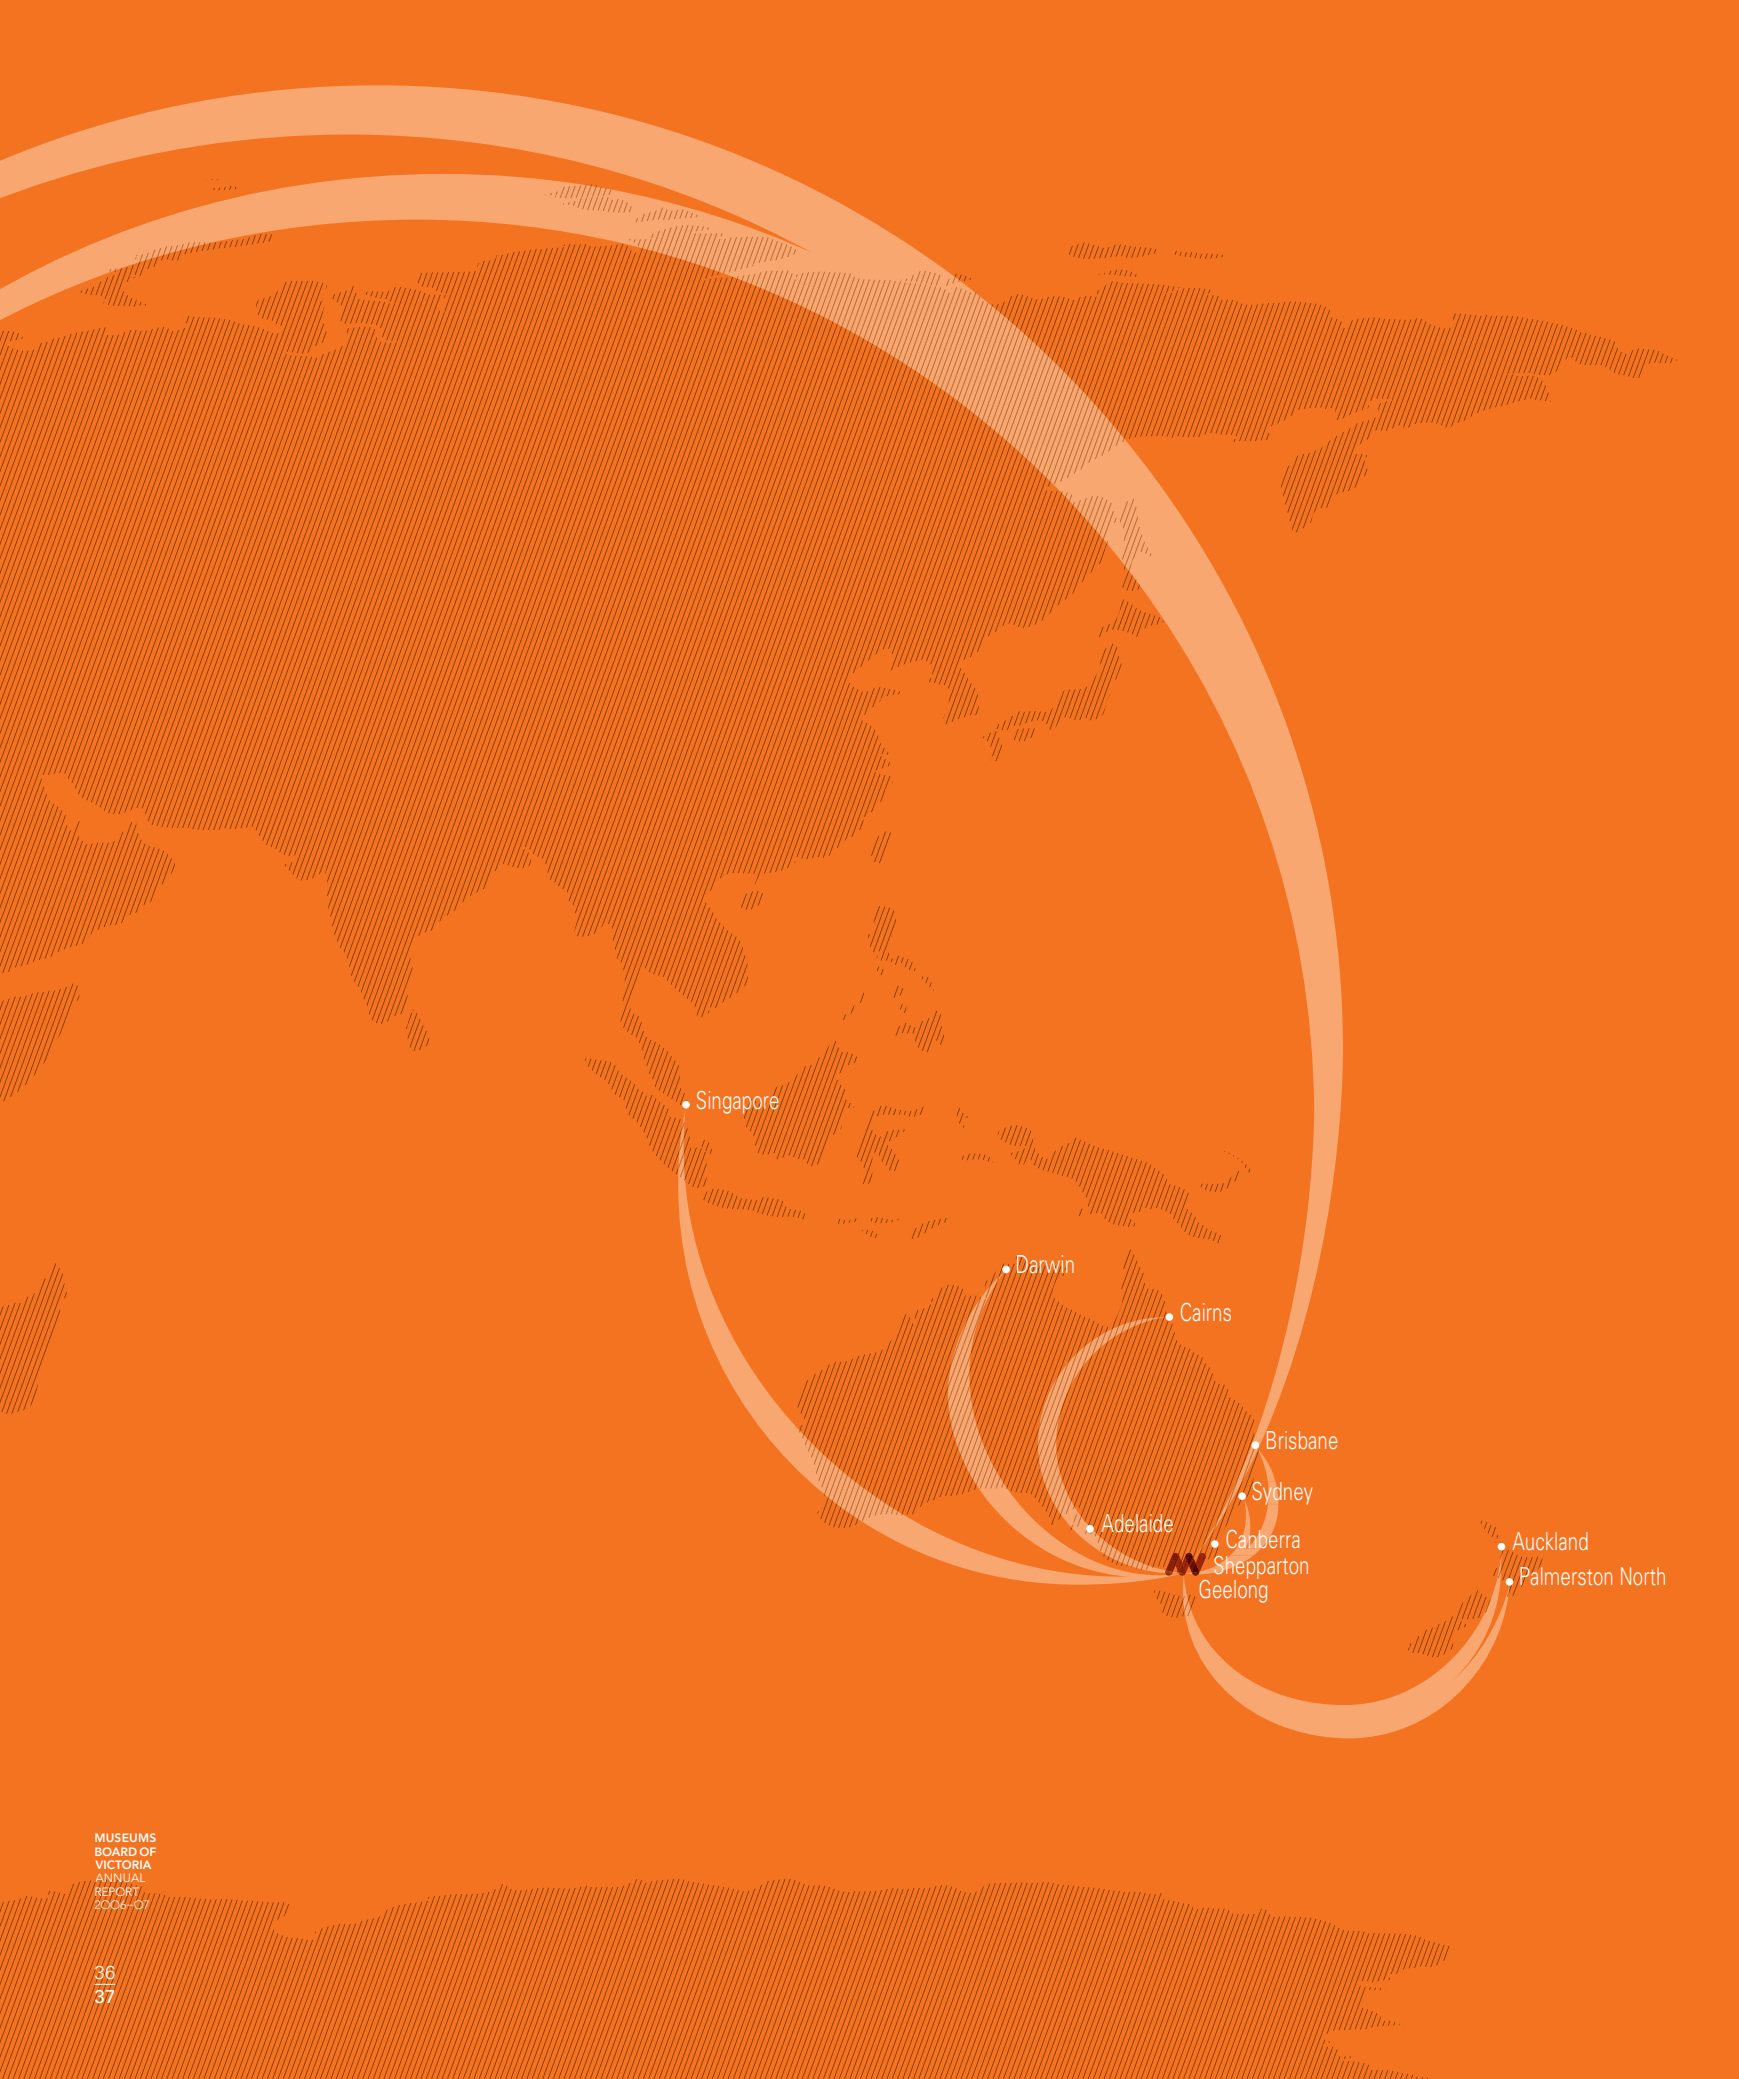 Singapore
Darwin
Cairns
Brisbane
Sydney
Adelaide
Canberra
Shepparton
Geelong
Auckland
Palmerston North
MUSEUMS
BOARD OF
VICTORIA
ANNUAL
REPORT
2006–07
36
37